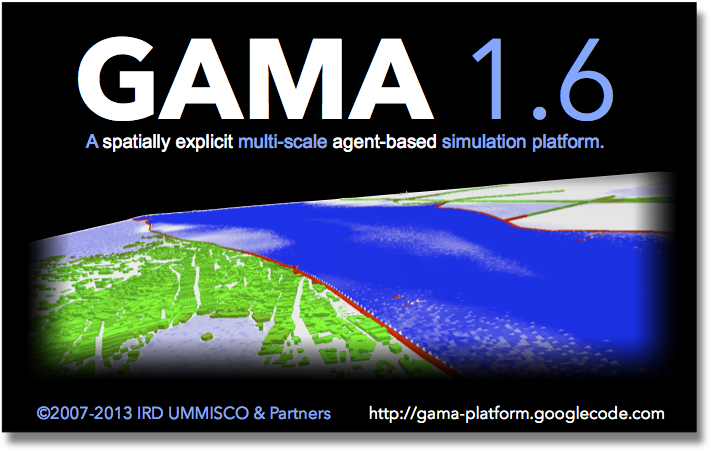 GAMA 1.6
A spatially explicit multi-scale agent-based simulation platform.
©2007-2013 IRD UMMISCO & Partners
http://gama-platform.googlecode.com